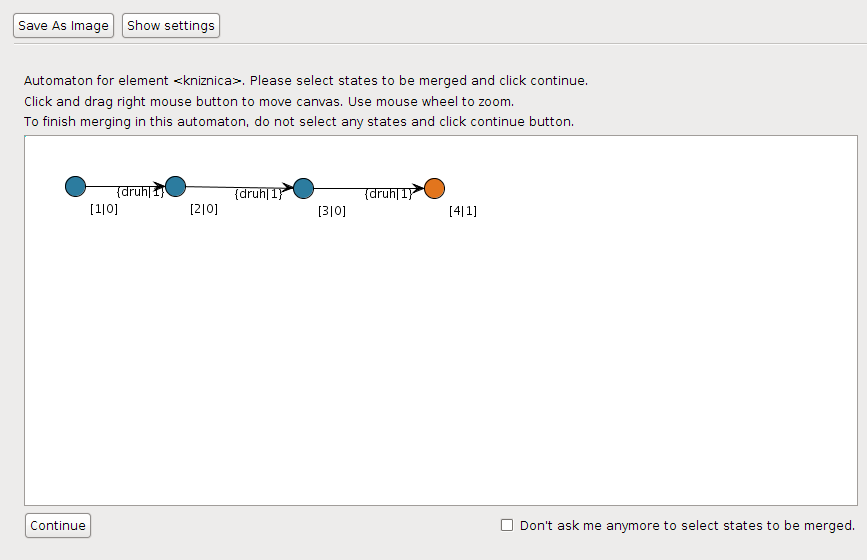 Save As Image Show settings
Automaton for element <kniznica>. Please select states to be merged and click continue.
Click and drag right mouse button to move canvas. Use mouse wheel to zoom.
To finish merging in this automaton, do not select any states and click continue button.
{druh|1} {druh|1} {druh|1}
[1|0] [2|0] [3|0] [4|1]
Continue Don't ask me anymore to select states to be merged.